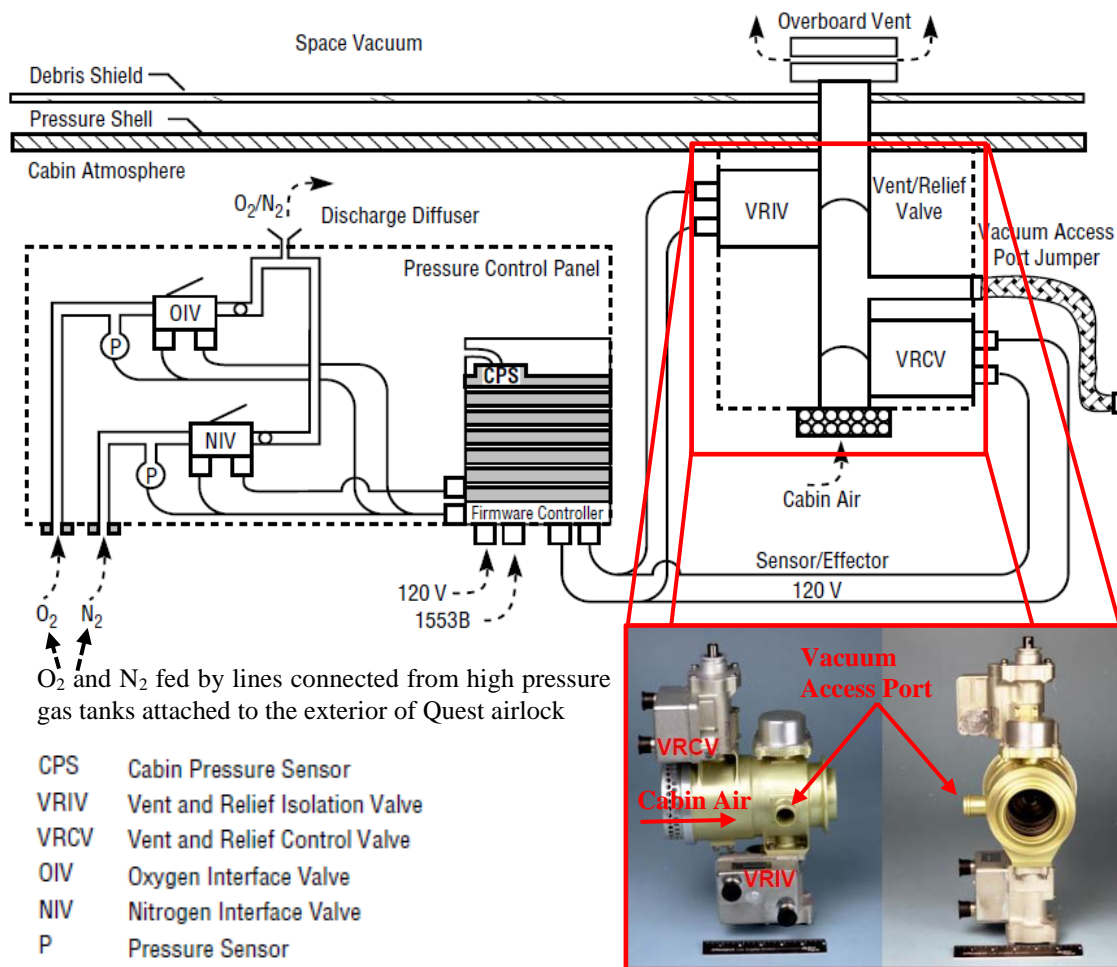 Overboard Vent
Space Vacuum
Debris Shield
Pressure Shell
Cabin Atmosphere
O2/N2
Discharge Diffuser
VRIV
Vent/Relief
Valve
Vacuum Access
Port Jumper
Pressure Control Panel
OIV
P
CPS
VRCV
NIV
P
Cabin Air
Firmware Controller
Sensor/Effector
120 V
120 V
1553B
O2 N2
O2 and N2 fed by lines connected from high pressure
gas tanks attached to the exterior of Quest airlock
CPS Cabin Pressure Sensor
VRIV Vent and Relief Isolation Valve
VRCV Vent and Relief Control Valve
OIV Oxygen Interface Valve
NIV Nitrogen Interface Valve
P Pressure Sensor
Vacuum
Access Port
VRCV
Cabin Air
VRIV